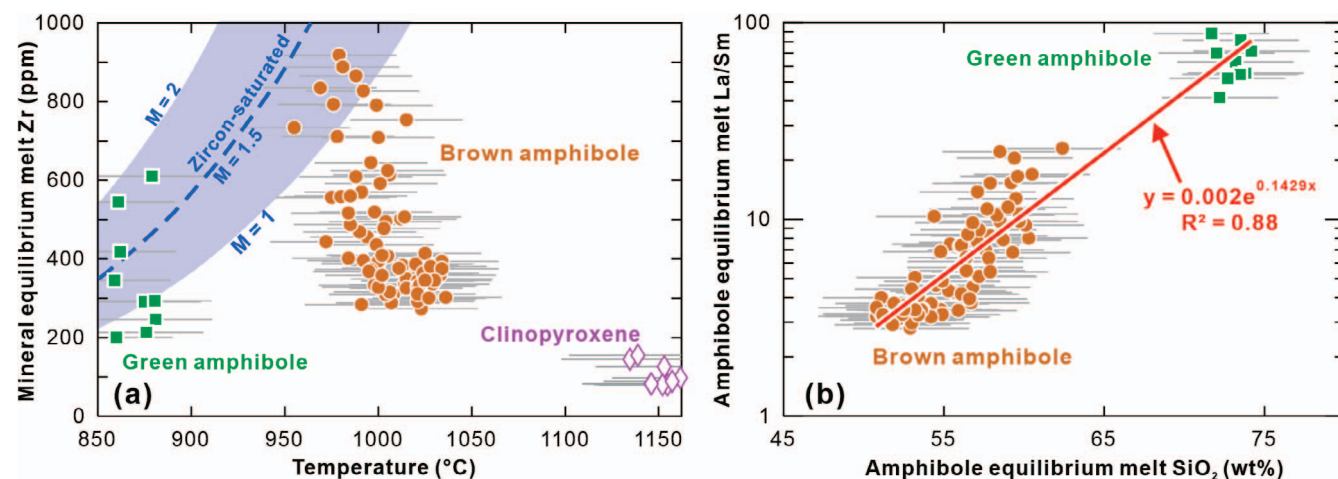 Mineral equilibrium melt Zr (ppm)
1000
800
600
400
200
0
M = 2
Zircon-saturated
M = 1.5
M = 1
Brown amphibole
Green amphibole
Clinopyroxene
(a)
850 900 950 1000 1050 1100 1150
Temperature (°C)
Amphibole equilibrium melt La/Sm
100
10
1
Green amphibole
y = 0.002e^0.1429x
R² = 0.88
Brown amphibole
(b)
45 55 65 75
Amphibole equilibrium melt SiO₂ (wt%)